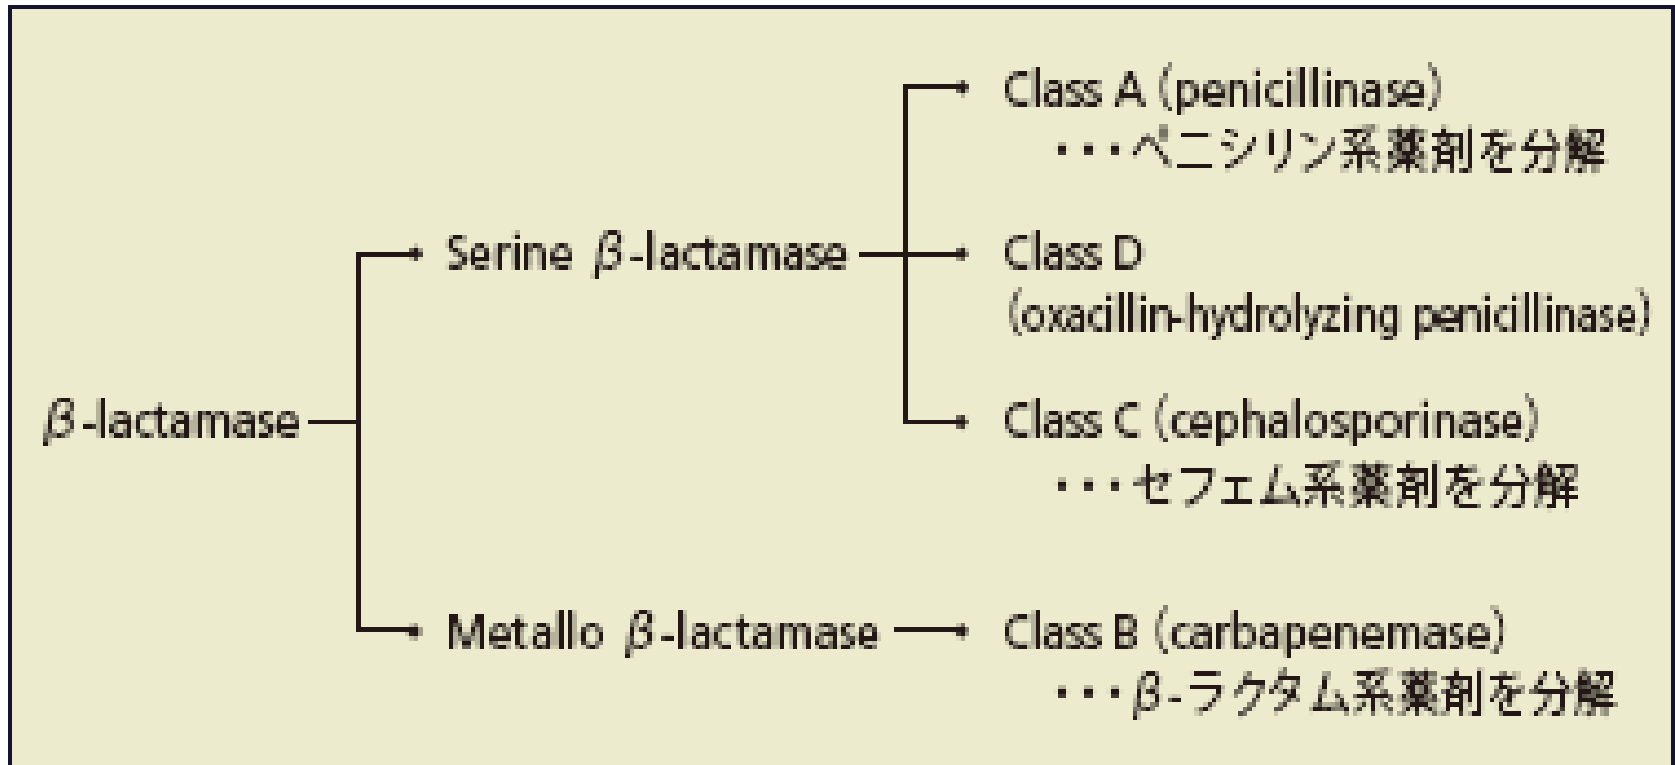 Class A (penicillinase)
・・・ペニシリン系薬剤を分解
Serine β-lactamase
Class D
(oxacillin-hydrolyzing penicillinase)
β-lactamase
Class C (cephalosporinase)
・・・セフェム系薬剤を分解
Metallo β-lactamase
Class B (carbapenemase)
・・・β-ラクタム系薬剤を分解